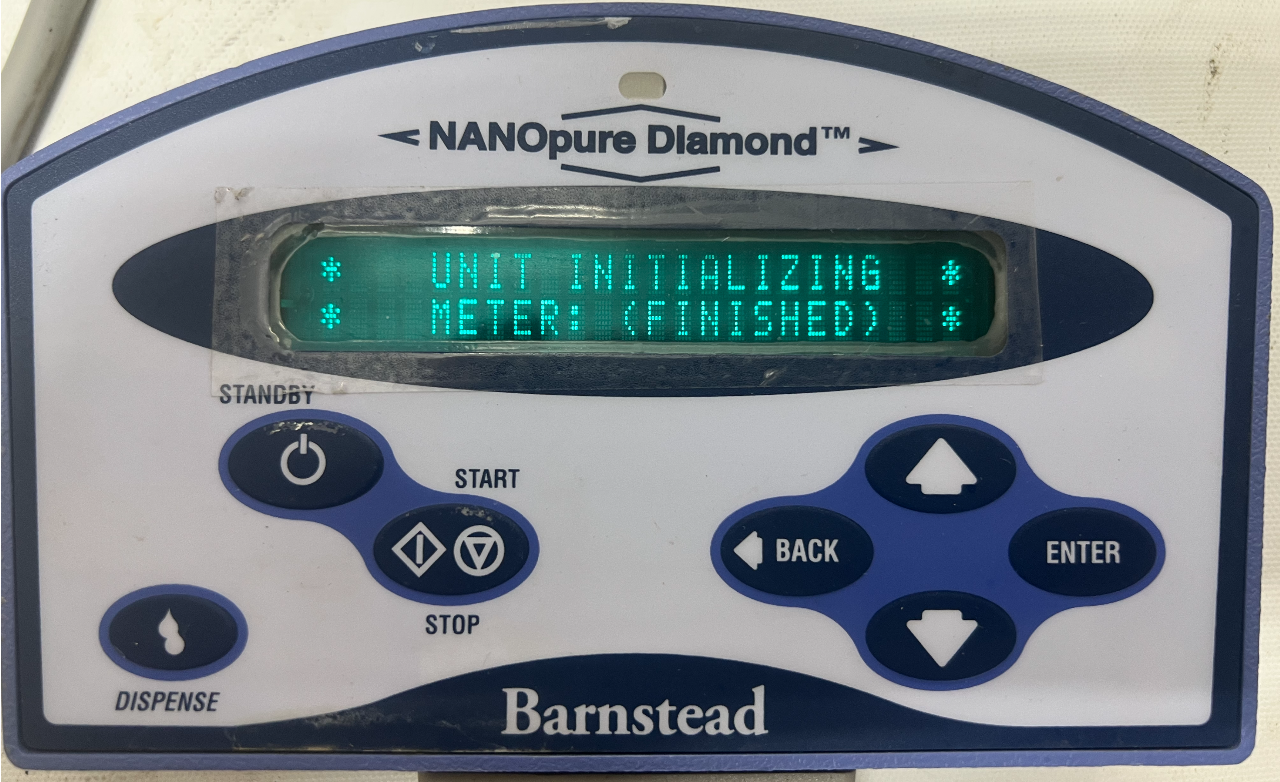 NANOpure Diamond™
* UNIT INITIALIZING *
* METER: (FINISHED) *
STANDBY
START
BACK
ENTER
STOP
DISPENSE
Barnstead